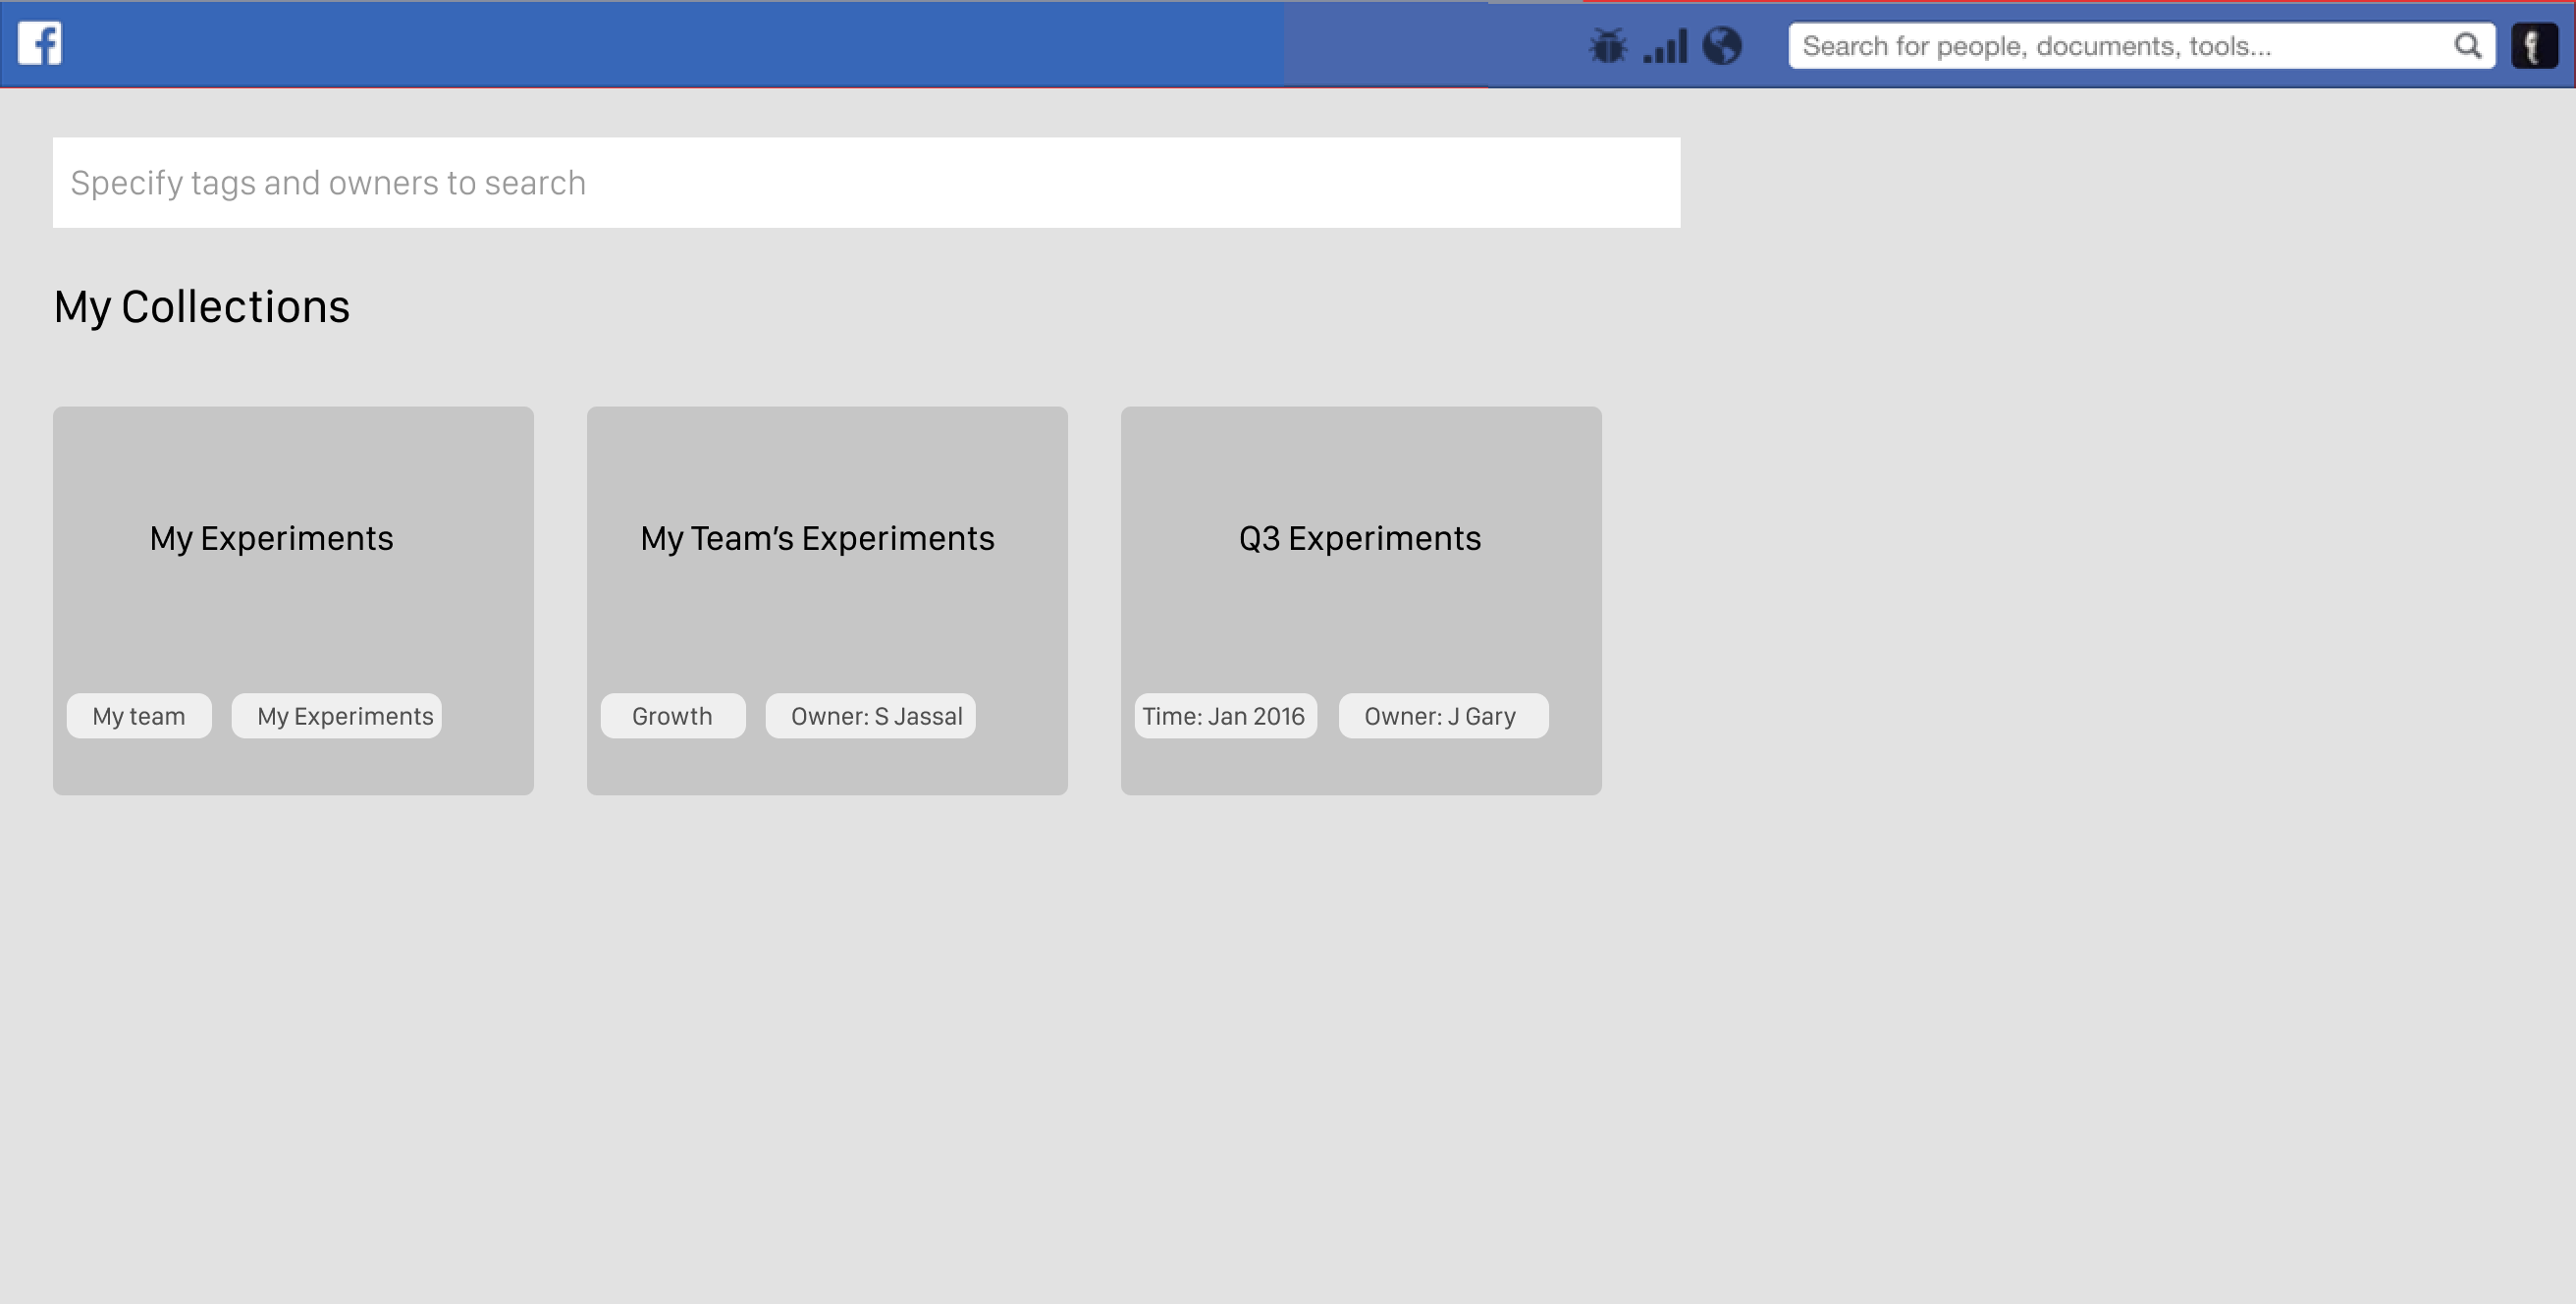 f
Search for people, documents, tools...
Specify tags and owners to search
My Collections
My Experiments
My Team’s Experiments
Q3 Experiments
My team
My Experiments
Growth
Owner: S Jassal
Time: Jan 2016
Owner: J Gary